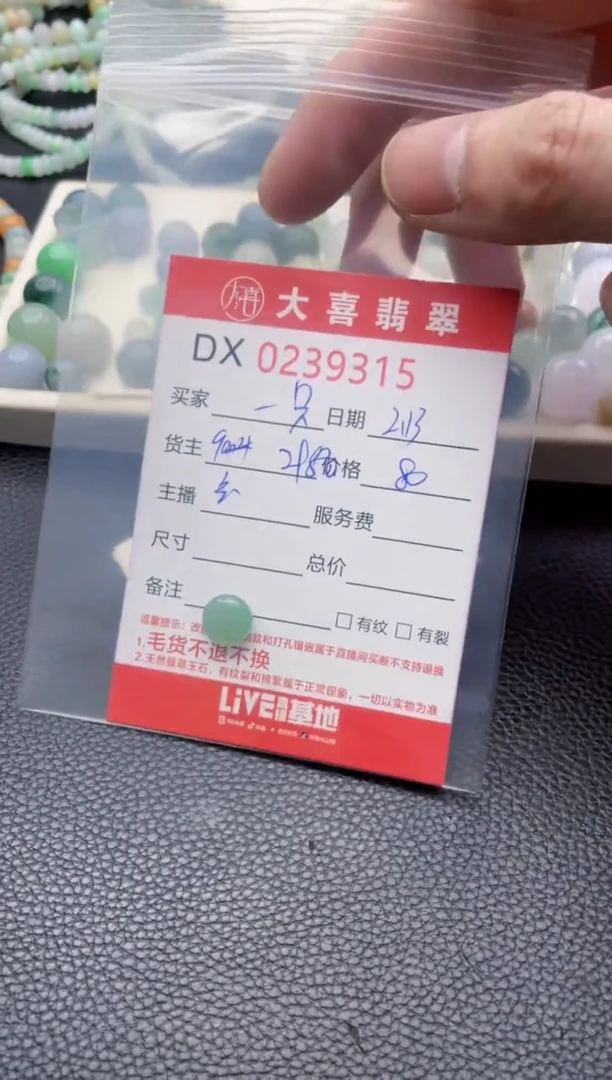 大喜翡翠
DX 0239315
买家 一只 日期 2.13
货主 价格 80
主播
服务费
尺寸
总价
备注
□有纹 □有裂
1.毛货不退不换
2.天然翡翠玉石，有纹裂和棉絮属于正常现象，一切以实物为准
LiVE 基地